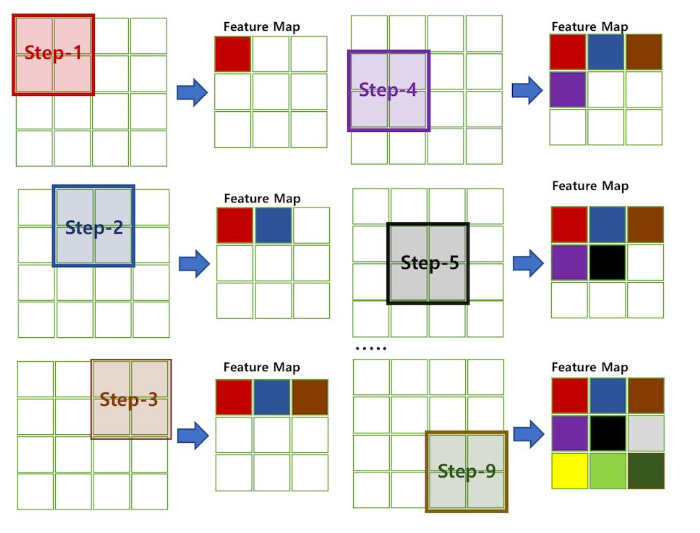 Step-1
Feature Map
Step-2
Feature Map
Step-3
Feature Map
Step-4
Feature Map
Step-5
Feature Map
.....
Step-9
Feature Map